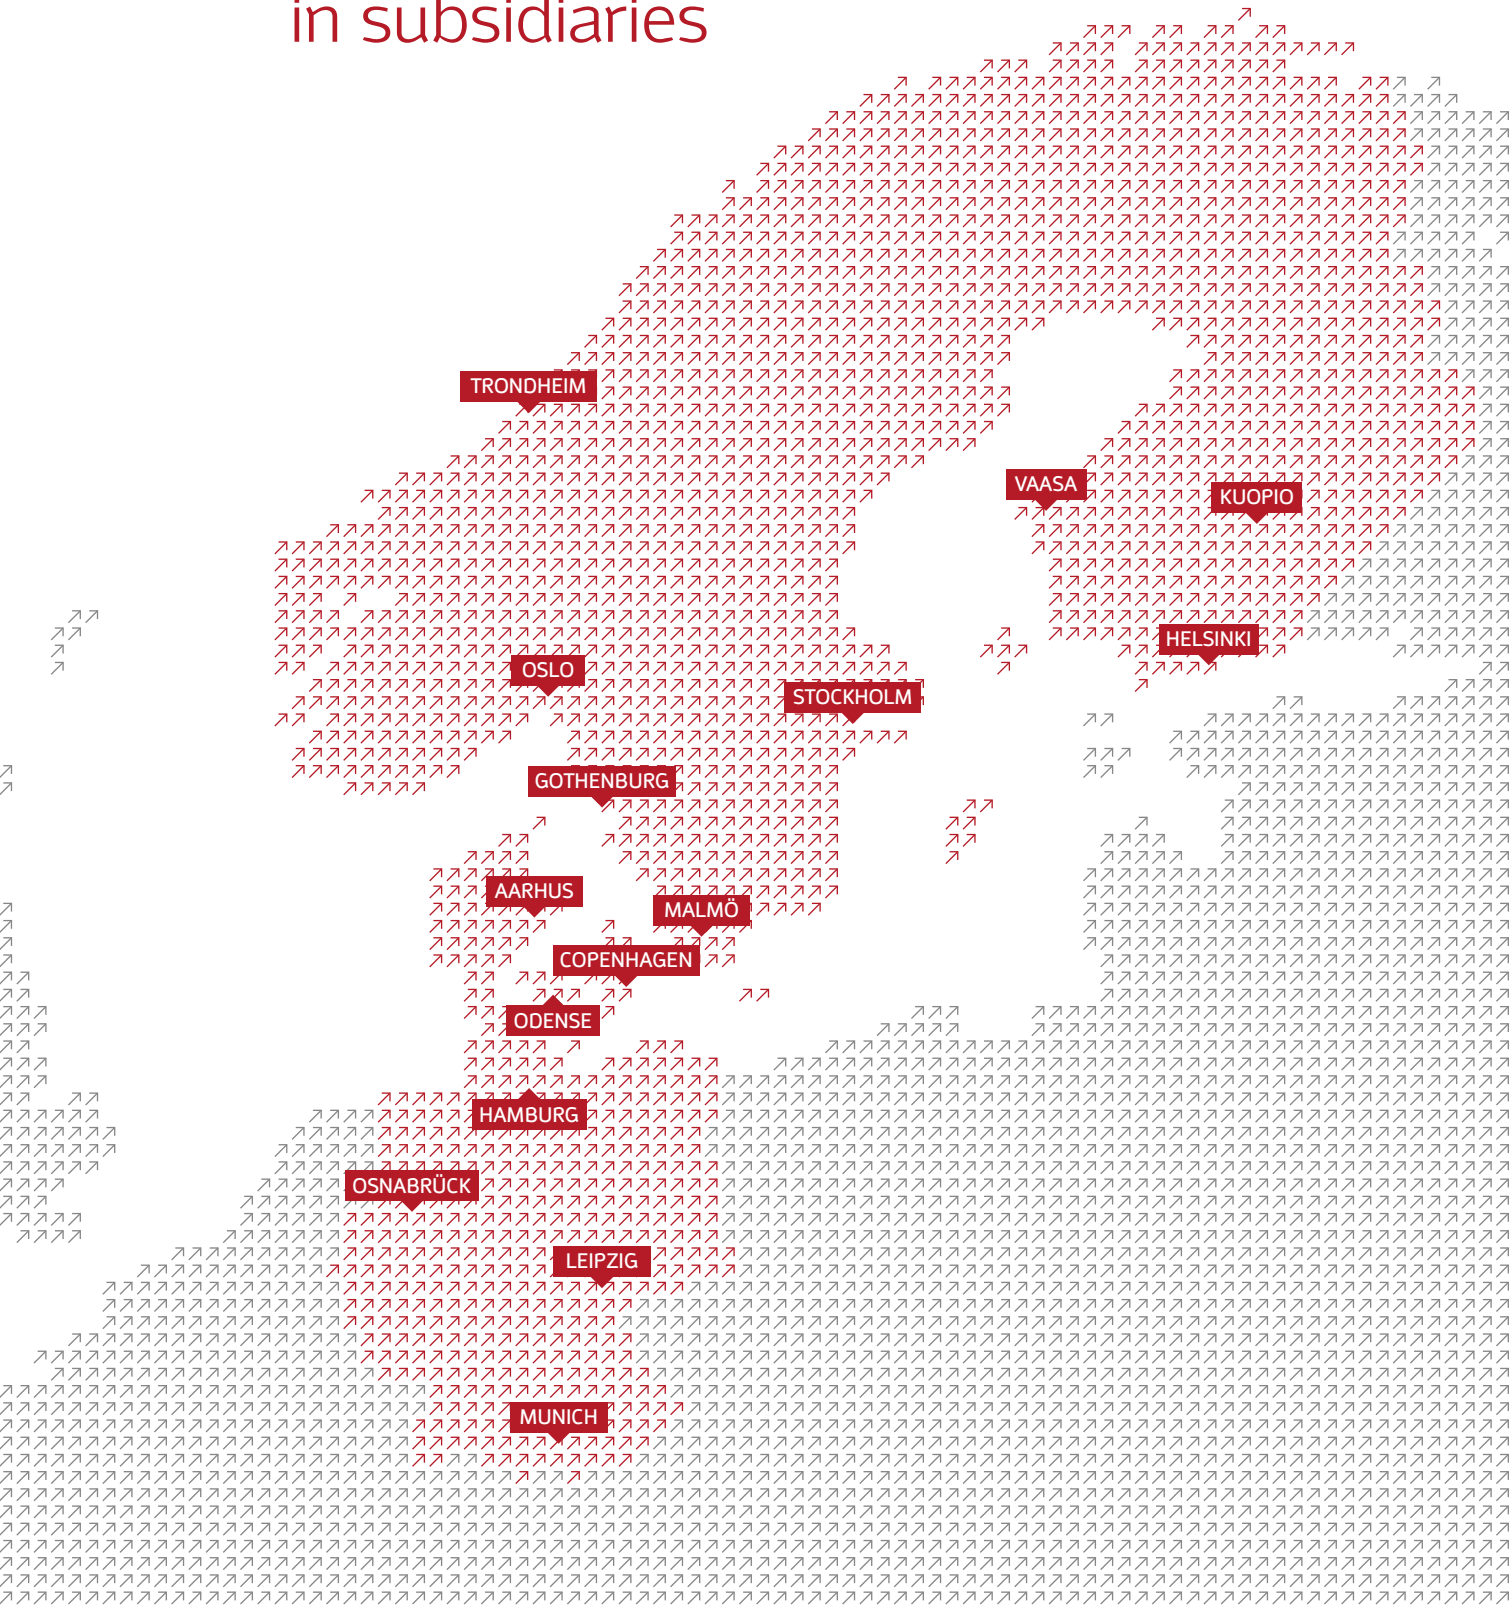 in subsidiaries
TRONDHEIM
VAASA
KUOPIO
HELSINKI
OSLO
STOCKHOLM
GOTHENBURG
AARHUS
MALMÖ
COPENHAGEN
ODENSE
HAMBURG
OSNABRÜCK
LEIPZIG
MUNICH